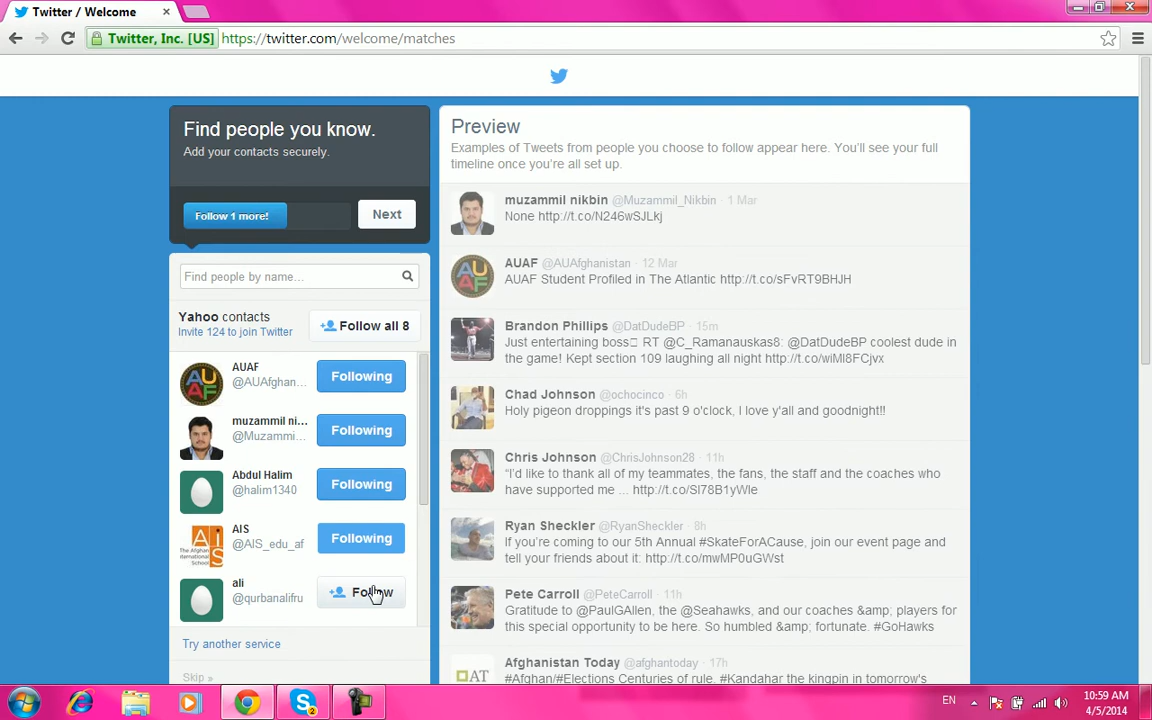 Twitter / Welcome
Twitter, Inc. [US]
https://twitter.com/welcome/matches
Find people you know.
Add your contacts securely.
Follow 1 more!
Next
Find people by name...
Yahoo contacts
Invite 124 to join Twitter
Follow all 8
AUAF
@AUAfghan...
Following
muzammil ni...
@Muzammi...
Following
Abdul Halim
@halim1340
Following
AIS
@AIS_edu_af
Following
ali
@qurbanalifru
Follow
Try another service
Skip »
Preview
Examples of Tweets from people you choose to follow appear here. You'll see your full
timeline once you're all set up.
muzammil nikbin @Muzammil_Nikbin · 1 Mar
None http://t.co/N246wSJLkj
AUAF @AUAfghanistan · 12 Mar
AUAF Student Profiled in The Atlantic http://t.co/sFvRT9BHJH
Brandon Phillips @DatDudeBP · 15m
Just entertaining boss RT @C_Ramanauskas8: @DatDudeBP coolest dude in
the game! Kept section 109 laughing all night http://t.co/wiMI8FCjvx
Chad Johnson @ochocinco · 6h
Holy pigeon droppings it's past 9 o'clock, I love y'all and goodnight!!
Chris Johnson @ChrisJohnson28 · 11h
"I'd like to thank all of my teammates, the fans, the staff and the coaches who
have supported me ... http://t.co/SI78B1yWle
Ryan Sheckler @RyanSheckler · 8h
If you're coming to our 5th Annual #SkateForACause, join our event page and
tell your friends about it: http://t.co/mwMP0uGWst
Pete Carroll @PeteCarroll · 11h
Gratitude to @PaulGAllen, the @Seahawks, and our coaches &amp; players for
this special opportunity to be here. So humbled &amp; fortunate. #GoHawks
Afghanistan Today @afghantoday · 17h
#Afghan/#Elections Centuries of rule. #Kandahar the kingpin in tomorrow's
EN
10:59 AM
4/5/2014